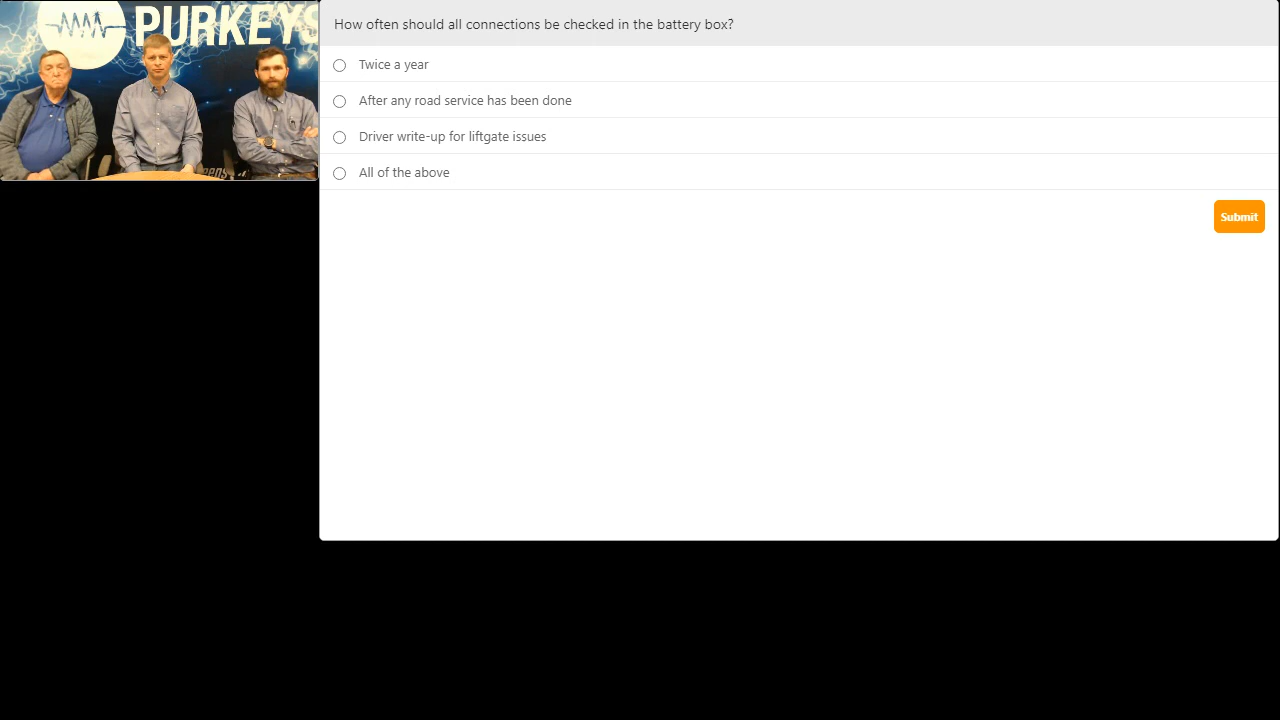 PURKEYS
How often should all connections be checked in the battery box?
Twice a year
After any road service has been done
Driver write-up for liftgate issues
All of the above
Submit